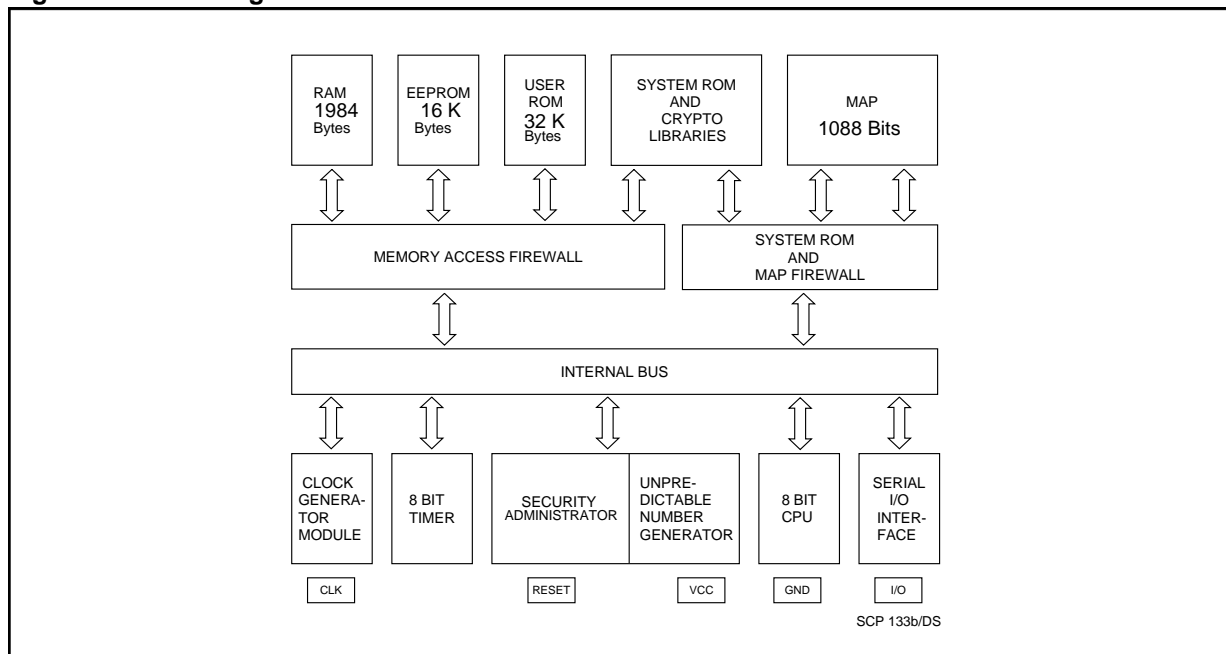 RAM
1984
Bytes
EEPROM
16 K
Bytes
USER
ROM
32 K
Bytes
SYSTEM ROM
AND
CRYPTO
LIBRARIES
MAP
1088 Bits
MEMORY ACCESS FIREWALL
SYSTEM ROM
AND
MAP FIREWALL
INTERNAL BUS
CLOCK
GENERA-
TOR
MODULE
8 BIT
TIMER
SECURITY
ADMINISTRATOR
UNPRE-
DICTABLE
NUMBER
GENERATOR
8 BIT
CPU
SERIAL
I/O
INTER-
FACE
CLK
RESET
VCC
GND
I/O
SCP 133b/DS